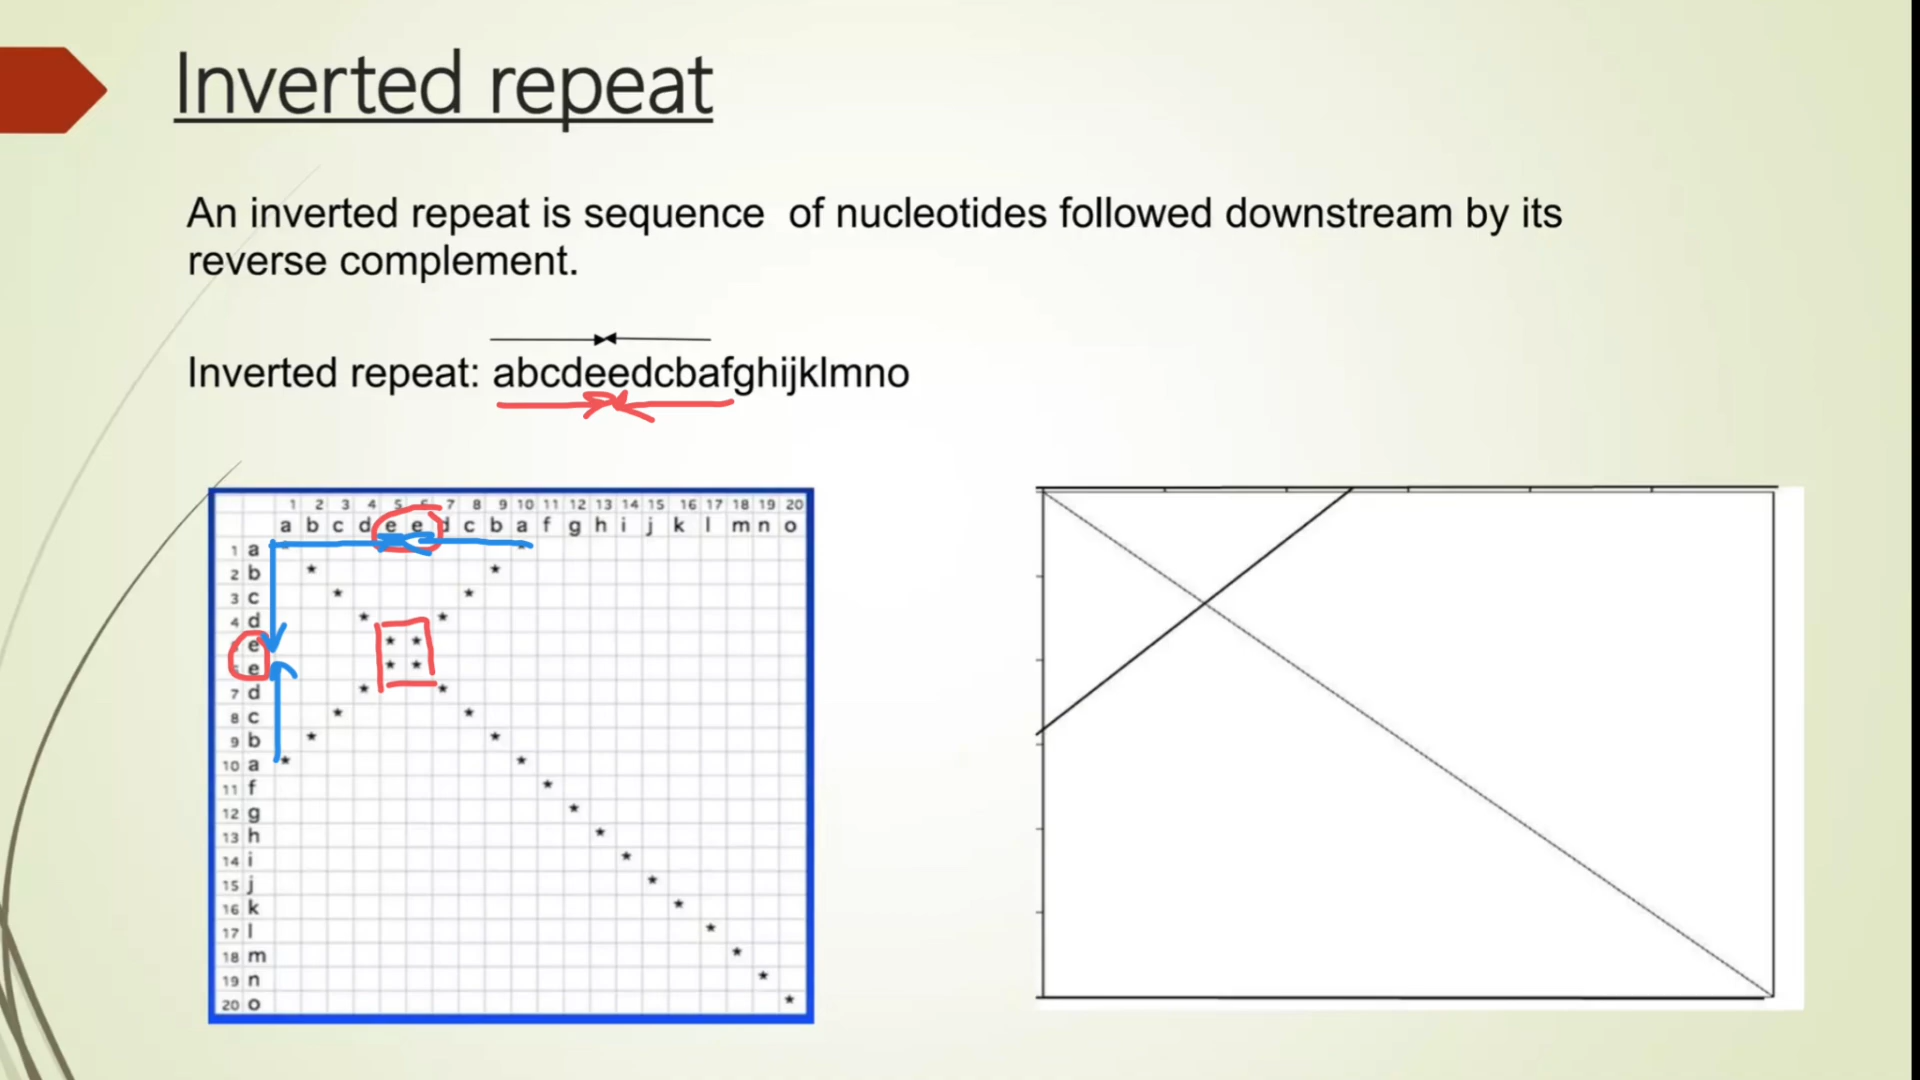 Inverted repeat
An inverted repeat is sequence of nucleotides followed downstream by its
reverse complement.
Inverted repeat: abcdeedcbafghijklmno
1 2 3 4 5 6 7 8 9 10 11 12 13 14 15 16 17 18 19 20
a b c d e e d c b a f g h i j k l m n o
1 a
2 b * *
3 c * *
4 d * *
e * *
e * *
7 d * *
8 c * *
9 b * *
10 a * *
11 f *
12 g *
13 h *
14 i *
15 j *
16 k *
17 l *
18 m *
19 n *
20 o *